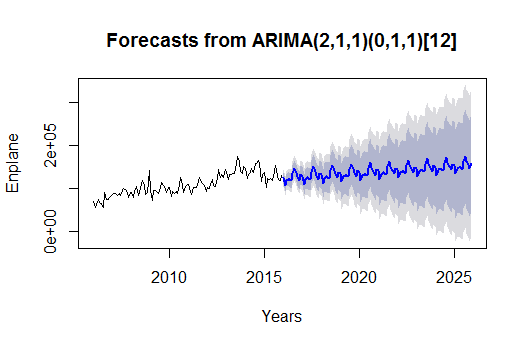 Forecasts from ARIMA(2,1,1)(0,1,1)[12]
Enplane
2e+05
0e+00
2010 2015 2020 2025
Years